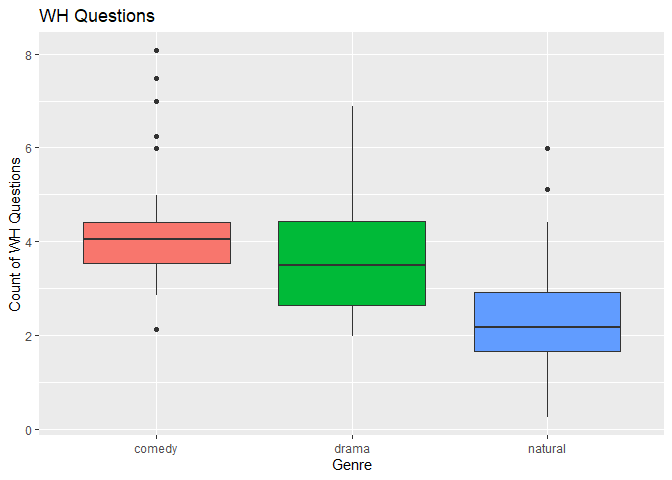 WH Questions
Count of WH Questions
8
6
4
2
0
comedy drama natural
Genre